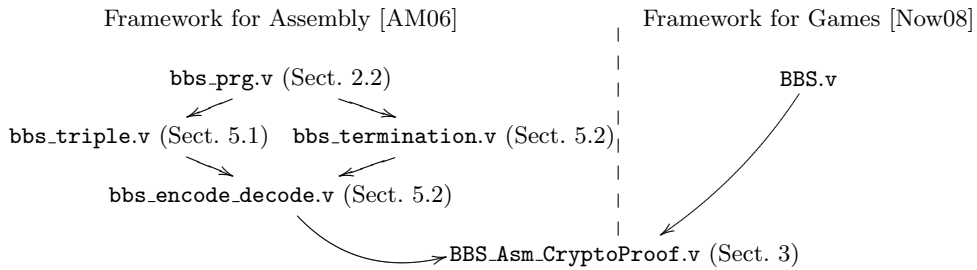 Framework for Assembly [AM06] Framework for Games [Now08]
bbs_prg.v (Sect. 2.2) BBS.v
bbs_triple.v (Sect. 5.1) bbs_termination.v (Sect. 5.2)
bbs_encode_decode.v (Sect. 5.2)
BBS_Asm_CryptoProof.v (Sect. 3)